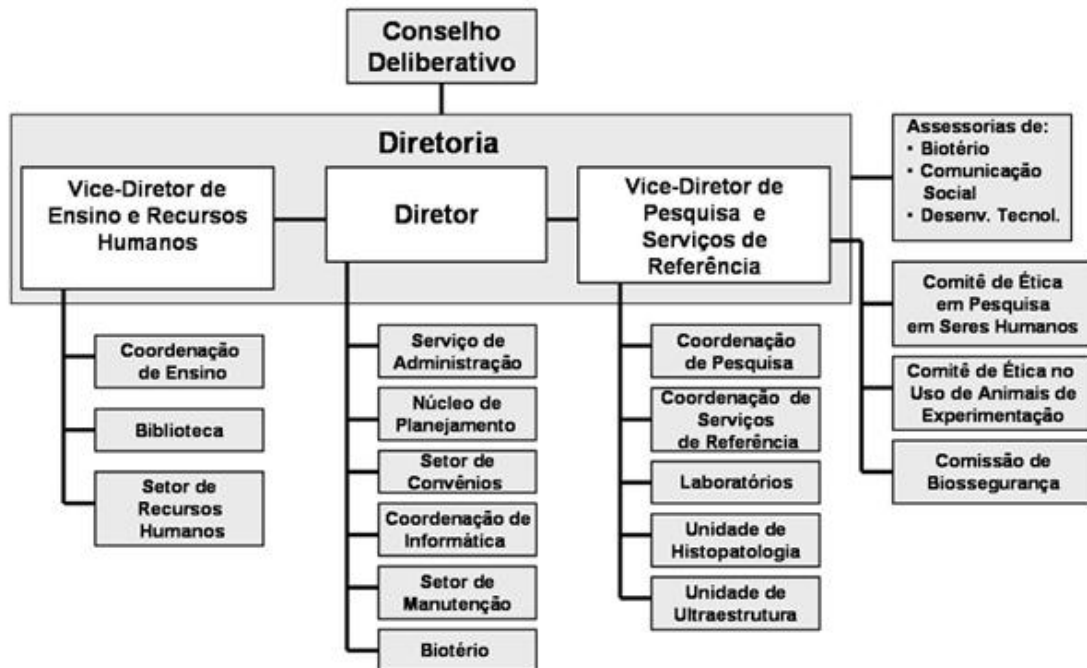 Conselho
Deliberativo
Diretoria
Vice-Diretor de
Ensino e Recursos
Humanos
Diretor
Vice-Diretor de
Pesquisa e
Serviços de
Referência
Assessorias de:
• Biotério
• Comunicação
Social
• Desenv. Tecnol.
Coordenação
de Ensino
Biblioteca
Setor de
Recursos
Humanos
Serviço de
Administração
Núcleo de
Planejamento
Setor de
Convênios
Coordenação de
Informática
Setor de
Manutenção
Biotério
Coordenação
de Pesquisa
Coordenação de
Serviços
de Referência
Laboratórios
Unidade de
Histopatologia
Unidade de
Ultraestrutura
Comitê de Ética
em Pesquisa
em Seres Humanos
Comitê de Ética no
Uso de Animais de
Experimentação
Comissão de
Biossegurança